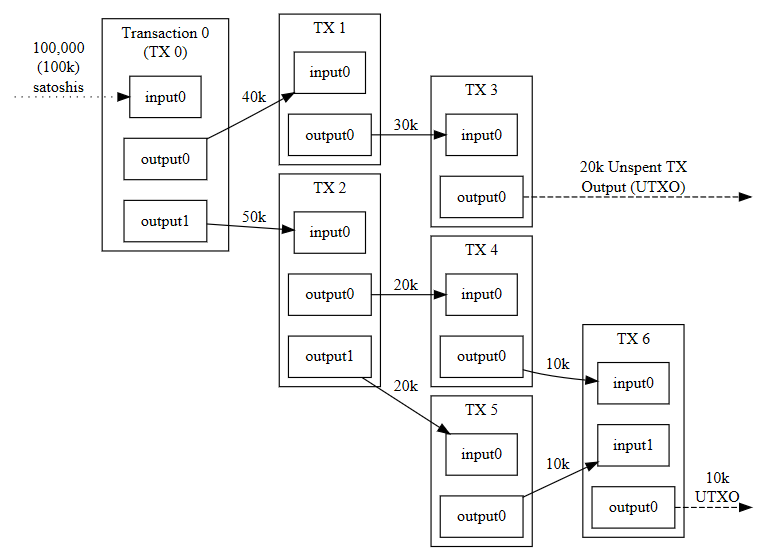 100,000
(100k)
satoshis
Transaction 0
(TX 0)
input0
output0
output1
40k
50k
TX 1
input0
output0
30k
TX 2
input0
output0
output1
20k
20k
TX 3
input0
output0
20k Unspent TX
Output (UTXO)
TX 4
input0
output0
10k
TX 5
input0
output0
10k
TX 6
input0
input1
output0
10k
UTXO